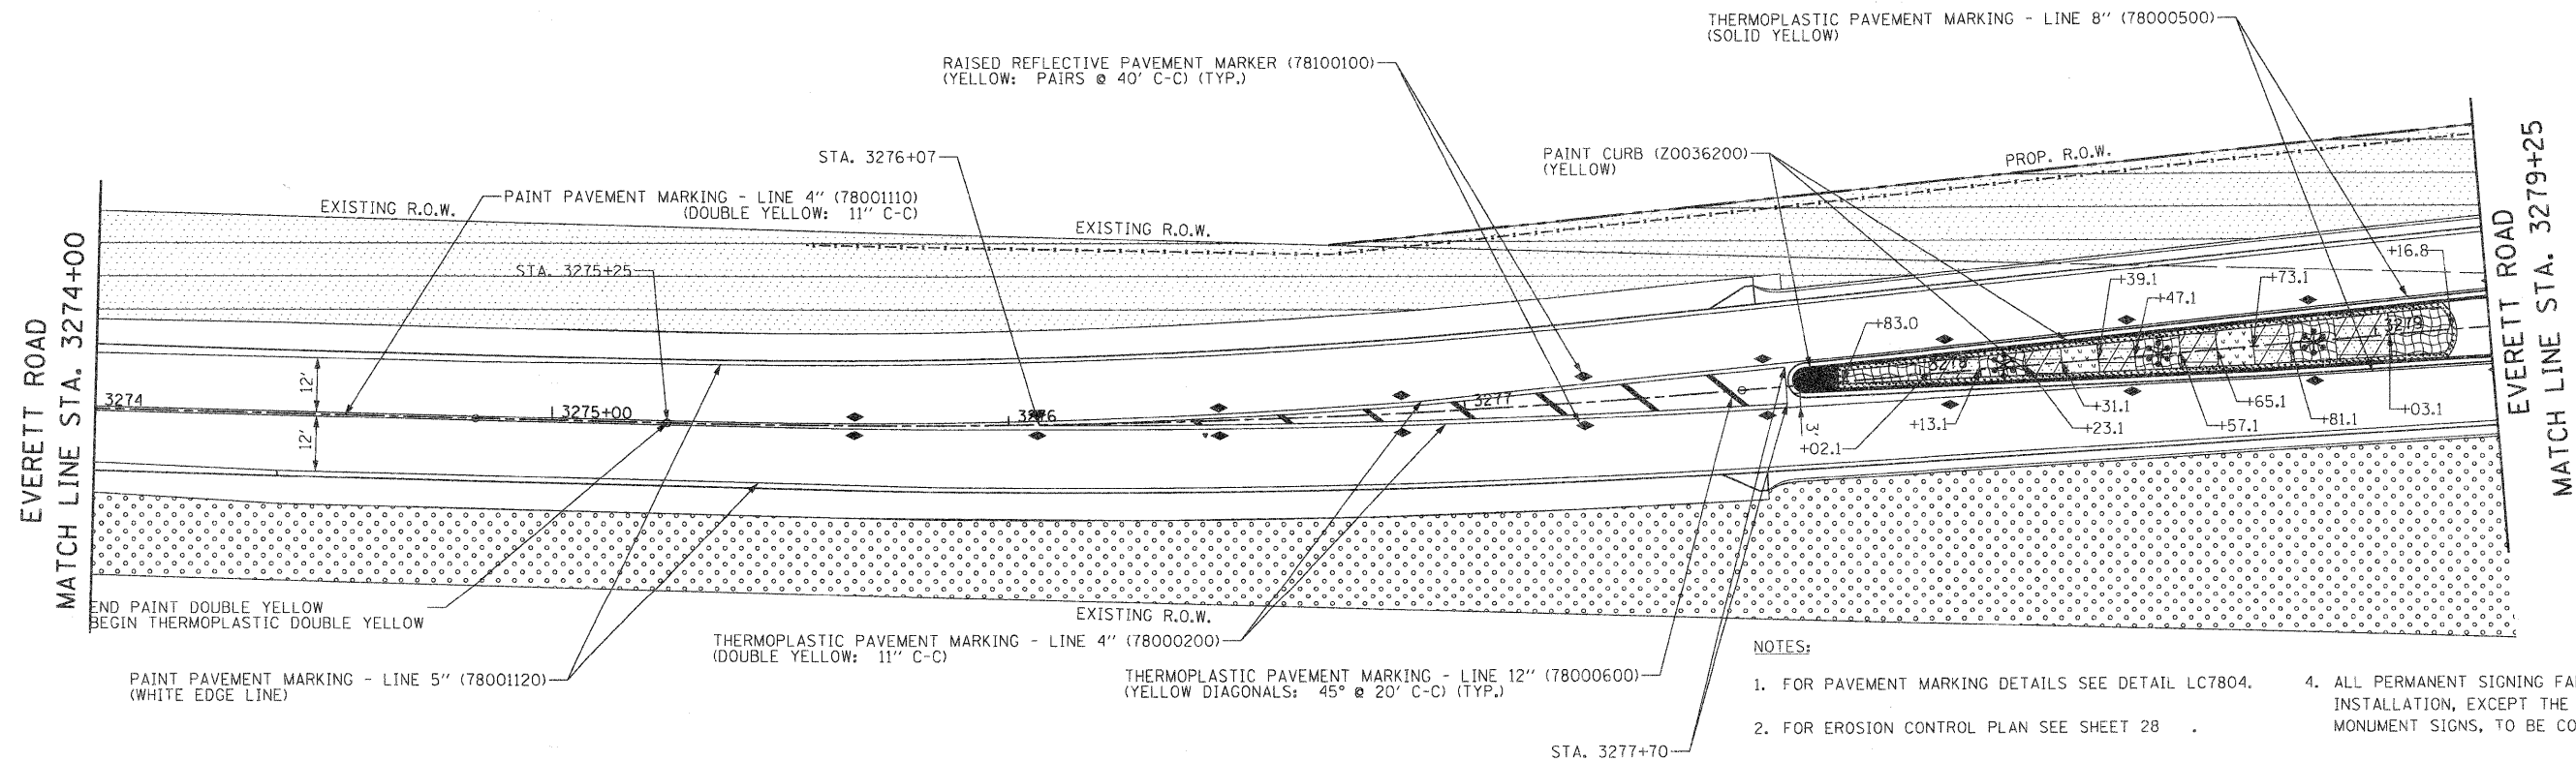 THERMOPLASTIC PAVEMENT MARKING - LINE 8" (78000500)
(SOLID YELLOW)
RAISED REFLECTIVE PAVEMENT MARKER (78100100)
(YELLOW: PAIRS @ 40' C-C) (TYP.)
STA. 3276+07
PAINT CURB (Z0036200)
(YELLOW)
PROP. R.O.W.
PAINT PAVEMENT MARKING - LINE 4" (78001110)
(DOUBLE YELLOW: 11" C-C)
EXISTING R.O.W.
EXISTING R.O.W.
STA. 3275+25
+16.8
+39.1
+73.1
+47.1
+83.0
3279
3278
12'
3274
3275+00
3276
3277
12'
3'
+02.1
+13.1
+31.1
+23.1
+57.1
+65.1
+81.1
+03.1
EVERETT ROAD
MATCH LINE STA. 3274+00
EVERETT ROAD
MATCH LINE STA. 3279+25
END PAINT DOUBLE YELLOW
BEGIN THERMOPLASTIC DOUBLE YELLOW
EXISTING R.O.W.
THERMOPLASTIC PAVEMENT MARKING - LINE 4" (78000200)
(DOUBLE YELLOW: 11" C-C)
PAINT PAVEMENT MARKING - LINE 5" (78001120)
(WHITE EDGE LINE)
THERMOPLASTIC PAVEMENT MARKING - LINE 12" (78000600)
(YELLOW DIAGONALS: 45° @ 20' C-C) (TYP.)
STA. 3277+70
NOTES:
1. FOR PAVEMENT MARKING DETAILS SEE DETAIL LC7804.
2. FOR EROSION CONTROL PLAN SEE SHEET 28 .
4. ALL PERMANENT SIGNING
INSTALLATION, EXCEPT THE
MONUMENT SIGNS, TO BE